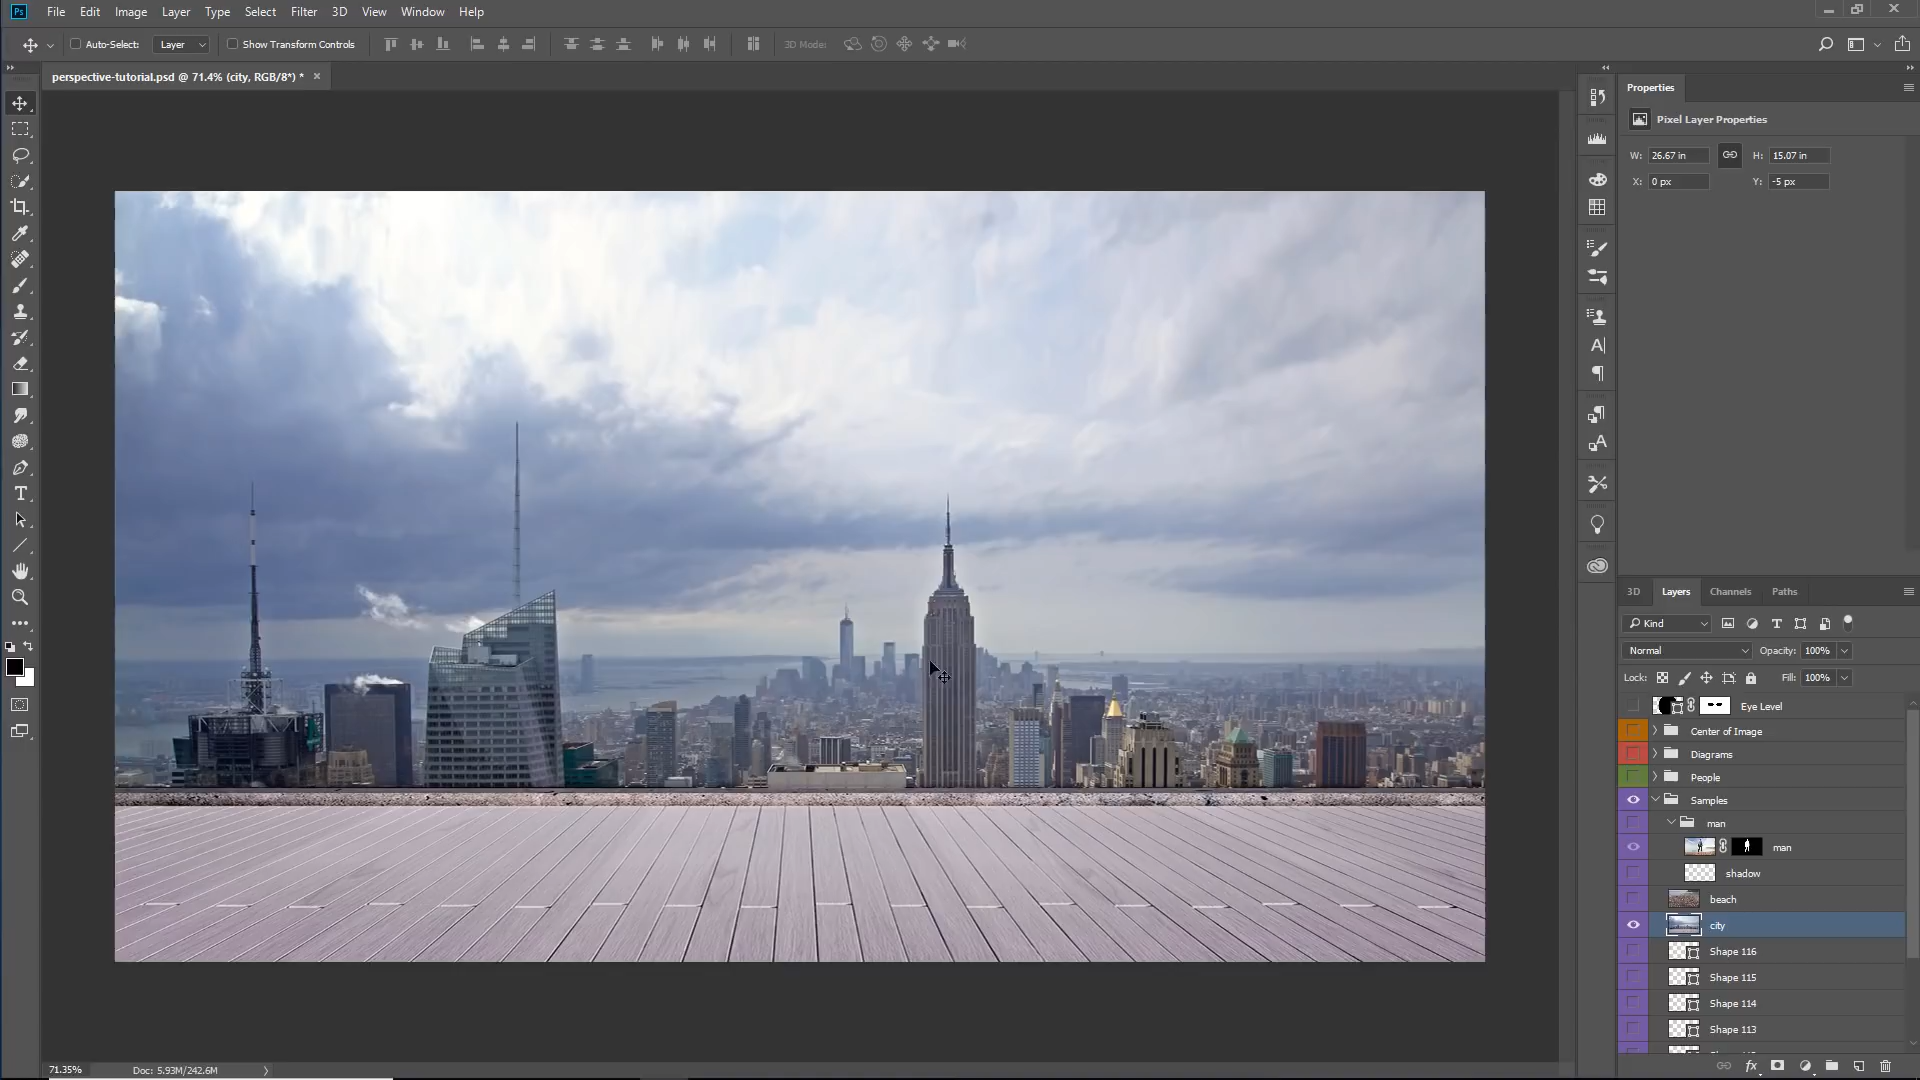 Ps File Edit Image Layer Type Select Filter 3D View Window Help
Auto-Select: Layer Show Transform Controls 3D Mode:
perspective-tutorial.psd @ 71.4% (city, RGB/8*) * ×
Properties
Pixel Layer Properties
W: 26.67 in H: 15.07 in
X: 0 px Y: -5 px
3D Layers Channels Paths
Kind
Normal Opacity: 100%
Lock: Fill: 100%
Eye Level
Center of Image
Diagrams
People
Samples
man
man
shadow
beach
city
Shape 116
Shape 115
Shape 114
Shape 113
71.35% Doc: 5.93M/242.6M